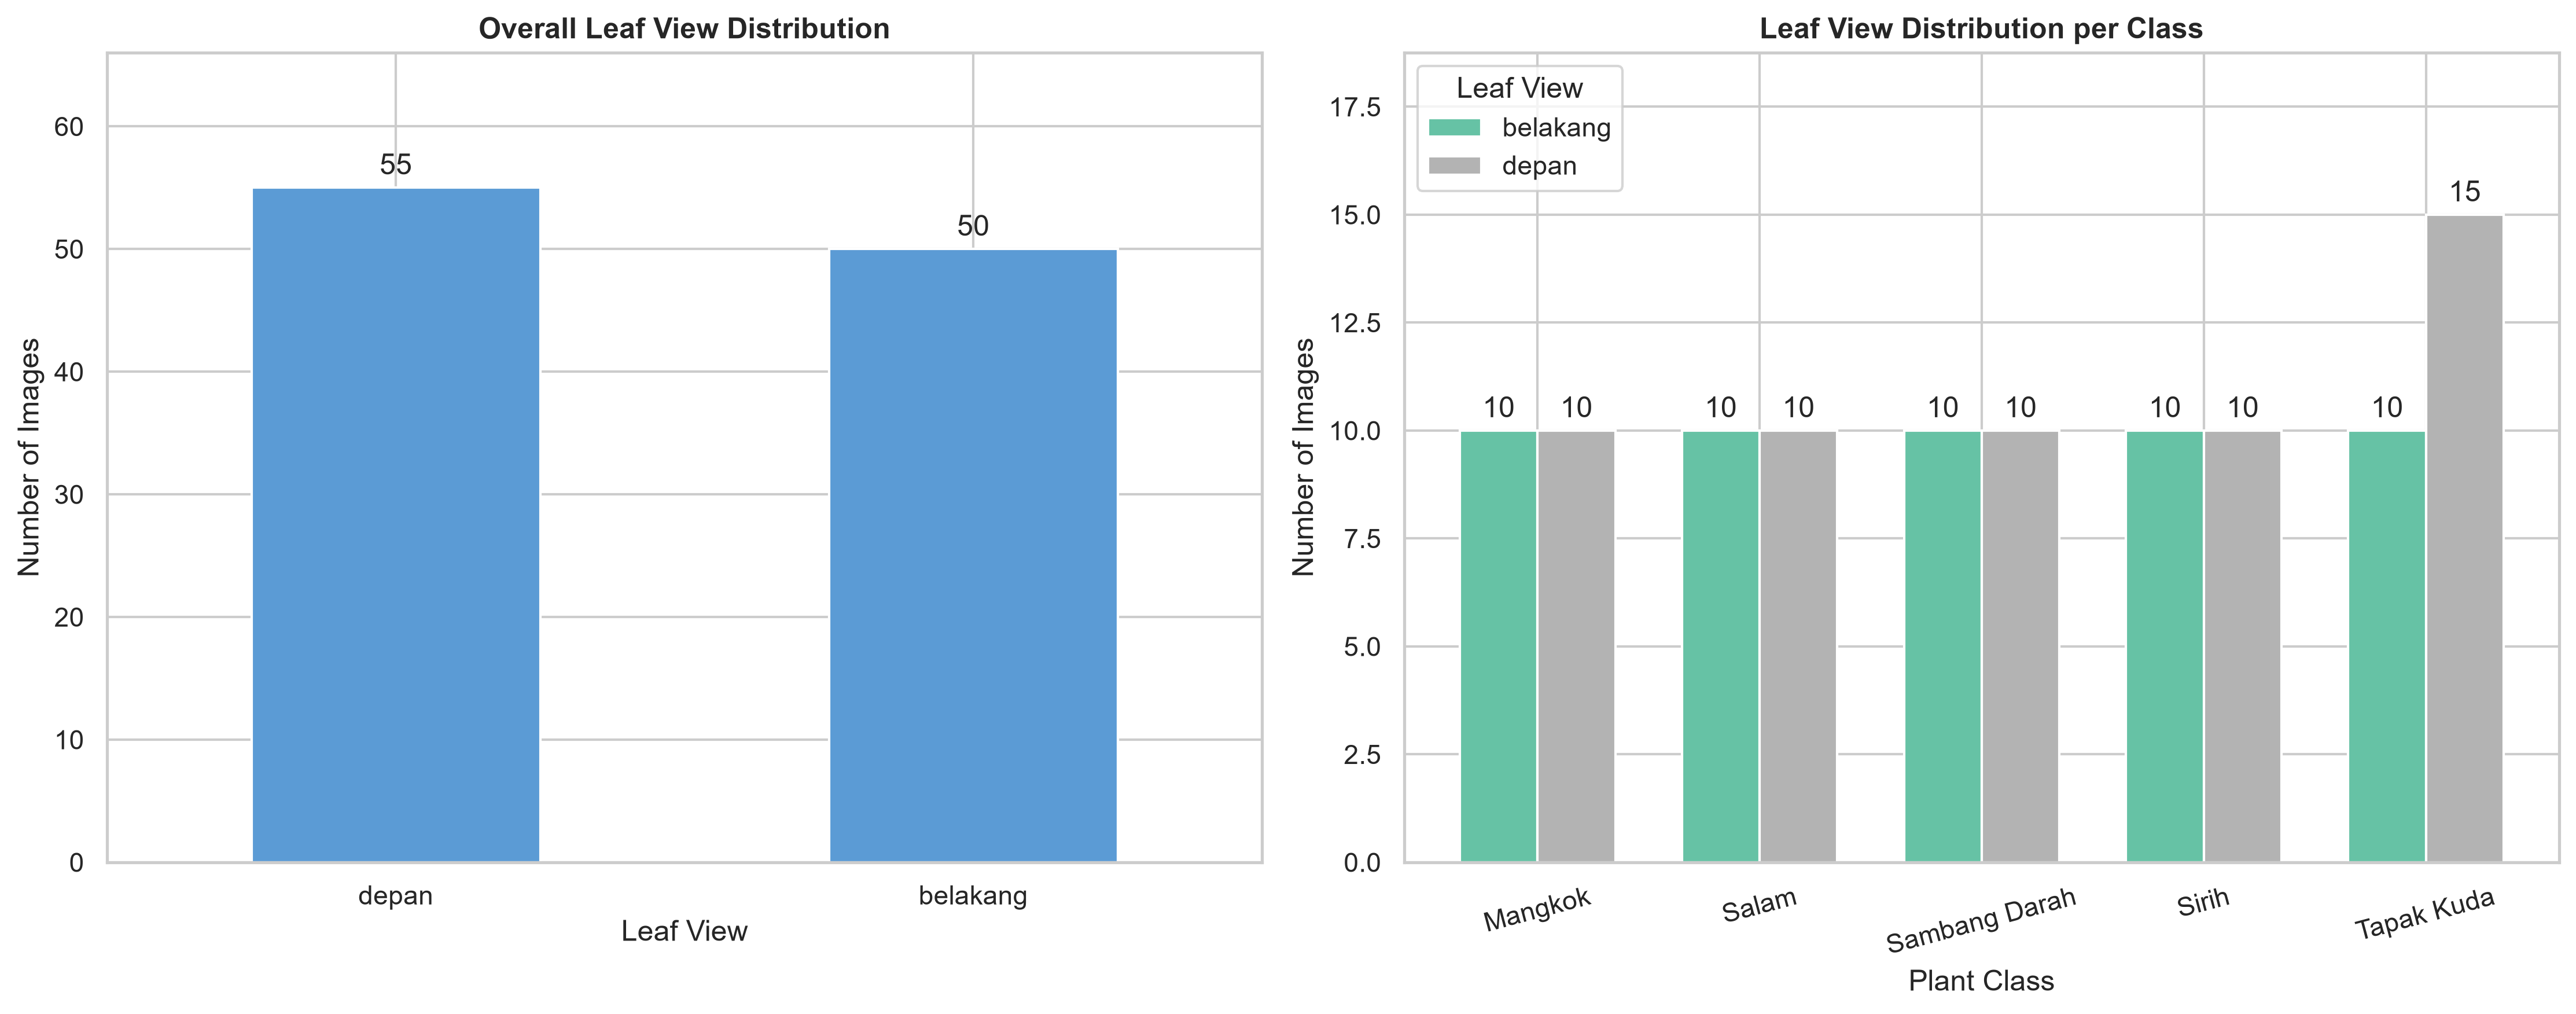 Overall Leaf View Distribution
60
50
40
30
20
10
0
Number of Images
55
50
depan
belakang
Leaf View
Leaf View Distribution per Class
Leaf View
belakang
depan
17.5
15.0
12.5
10.0
7.5
5.0
2.5
0.0
Number of Images
10 10 10 10 10 10 10 10 10 15
Mangkok
Salam
Sambang Darah
Sirih
Tapak Kuda
Plant Class